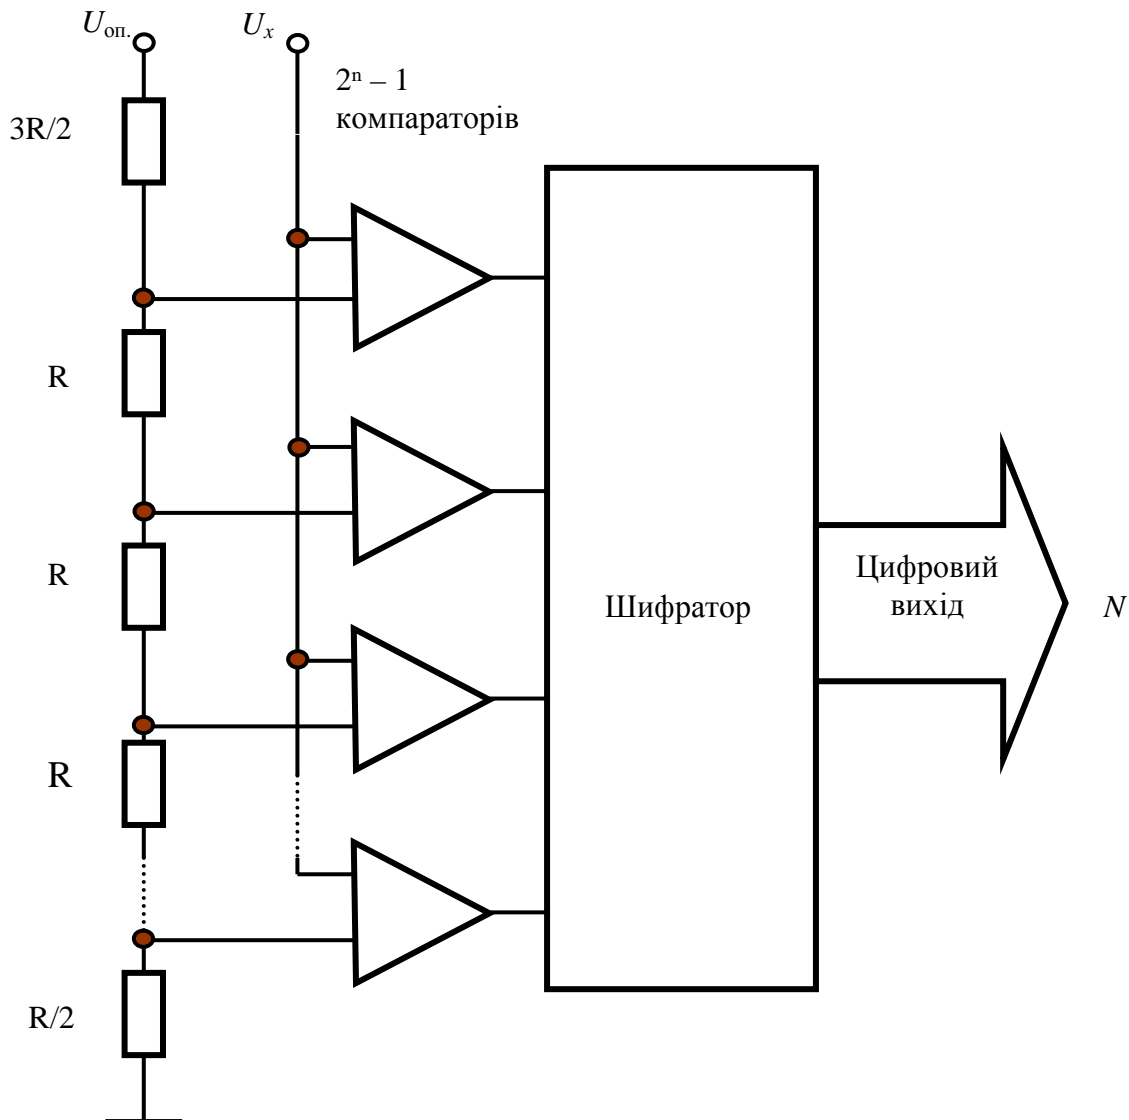 Uоп.
Ux
2ⁿ – 1
компараторів
3R/2
R
R
R
R/2
Шифратор
Цифровий
вихід
N